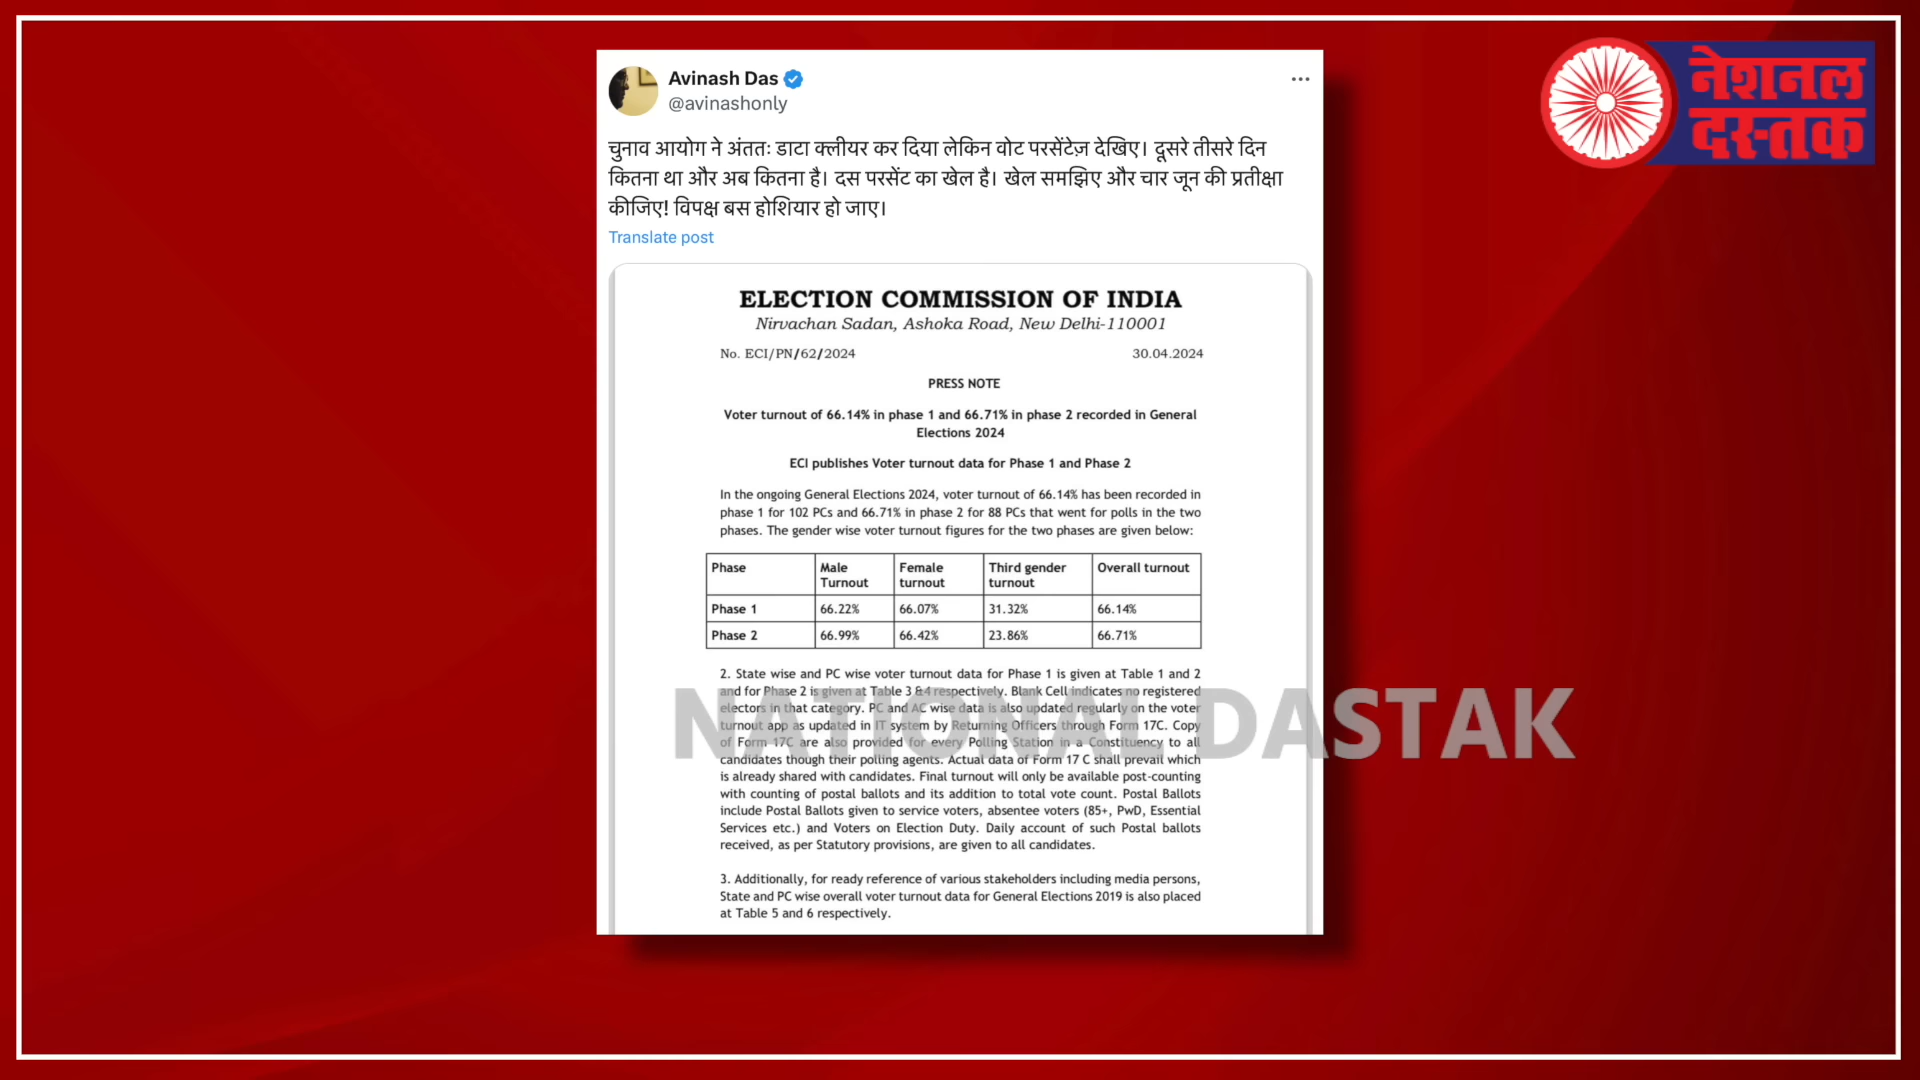 नेशनल
दस्तक
Avinash Das
@avinashonly
चुनाव आयोग ने अंततः डाटा क्लीयर कर दिया लेकिन वोट परसेंटेज़ देखिए। दूसरे तीसरे दिन
कितना था और अब कितना है। दस परसेंट का खेल है। खेल समझिए और चार जून की प्रतीक्षा
कीजिए! विपक्ष बस होशियार हो जाए।
Translate post
ELECTION COMMISSION OF INDIA
Nirvachan Sadan, Ashoka Road, New Delhi-110001
No. ECI/PN/62/2024 30.04.2024
PRESS NOTE
Voter turnout of 66.14% in phase 1 and 66.71% in phase 2 recorded in General
Elections 2024
ECI publishes Voter turnout data for Phase 1 and Phase 2
In the ongoing General Elections 2024, voter turnout of 66.14% has been recorded in
phase 1 for 102 PCs and 66.71% in phase 2 for 88 PCs that went for polls in the two
phases. The gender wise voter turnout figures for the two phases are given below:
Phase Male Turnout Female turnout Third gender turnout Overall turnout
Phase 1 66.22% 66.07% 31.32% 66.14%
Phase 2 66.99% 66.42% 23.86% 66.71%
2. State wise and PC wise voter turnout data for Phase 1 is given at Table 1 and 2
and for Phase 2 is given at Table 3 &4 respectively. Blank Cell indicates no registered
electors in that category. PC and AC wise data is also updated regularly on the voter
turnout app as updated in IT system by Returning Officers through Form 17C. Copy
of Form 17C are also provided for every Polling Station in a Constituency to all
candidates though their polling agents. Actual data of Form 17 C shall prevail which
is already shared with candidates. Final turnout will only be available post-counting
with counting of postal ballots and its addition to total vote count. Postal Ballots
include Postal Ballots given to service voters, absentee voters (85+, PwD, Essential
Services etc.) and Voters on Election Duty. Daily account of such Postal ballots
received, as per Statutory provisions, are given to all candidates.
3. Additionally, for ready reference of various stakeholders including media persons,
State and PC wise overall voter turnout data for General Elections 2019 is also placed
at Table 5 and 6 respectively.
NATIONAL DASTAK